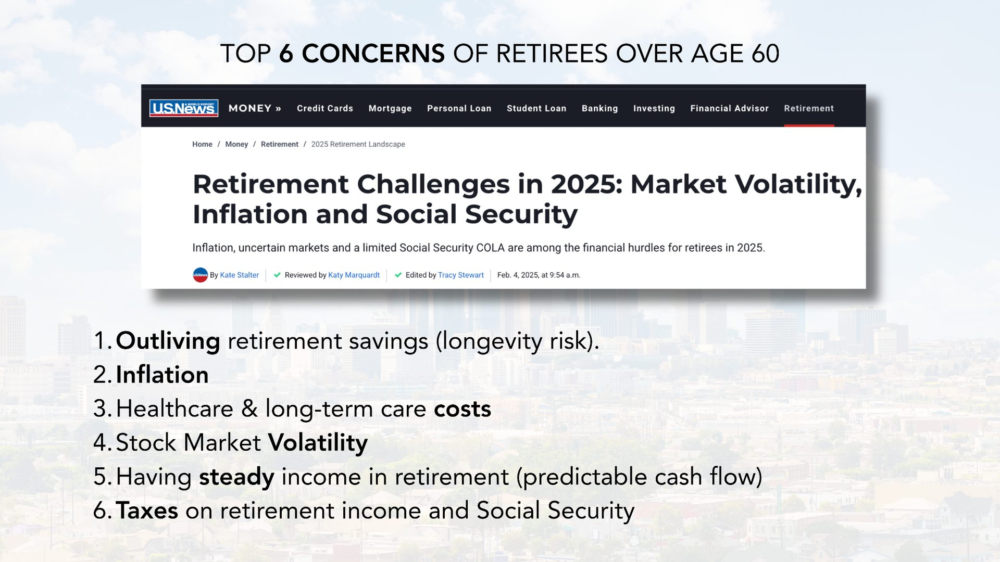 TOP 6 CONCERNS OF RETIREES OVER AGE 60
U.S.News & WORLD REPORT MONEY » Credit Cards Mortgage Personal Loan Student Loan Banking Investing Financial Advisor Retirement
Home / Money / Retirement / 2025 Retirement Landscape
Retirement Challenges in 2025: Market Volatility,
Inflation and Social Security
Inflation, uncertain markets and a limited Social Security COLA are among the financial hurdles for retirees in 2025.
U.S.News By Kate Stalter Reviewed by Katy Marquardt Edited by Tracy Stewart Feb. 4, 2025, at 9:54 a.m.
1. Outliving retirement savings (longevity risk).
2. Inflation
3. Healthcare & long-term care costs
4. Stock Market Volatility
5. Having steady income in retirement (predictable cash flow)
6. Taxes on retirement income and Social Security